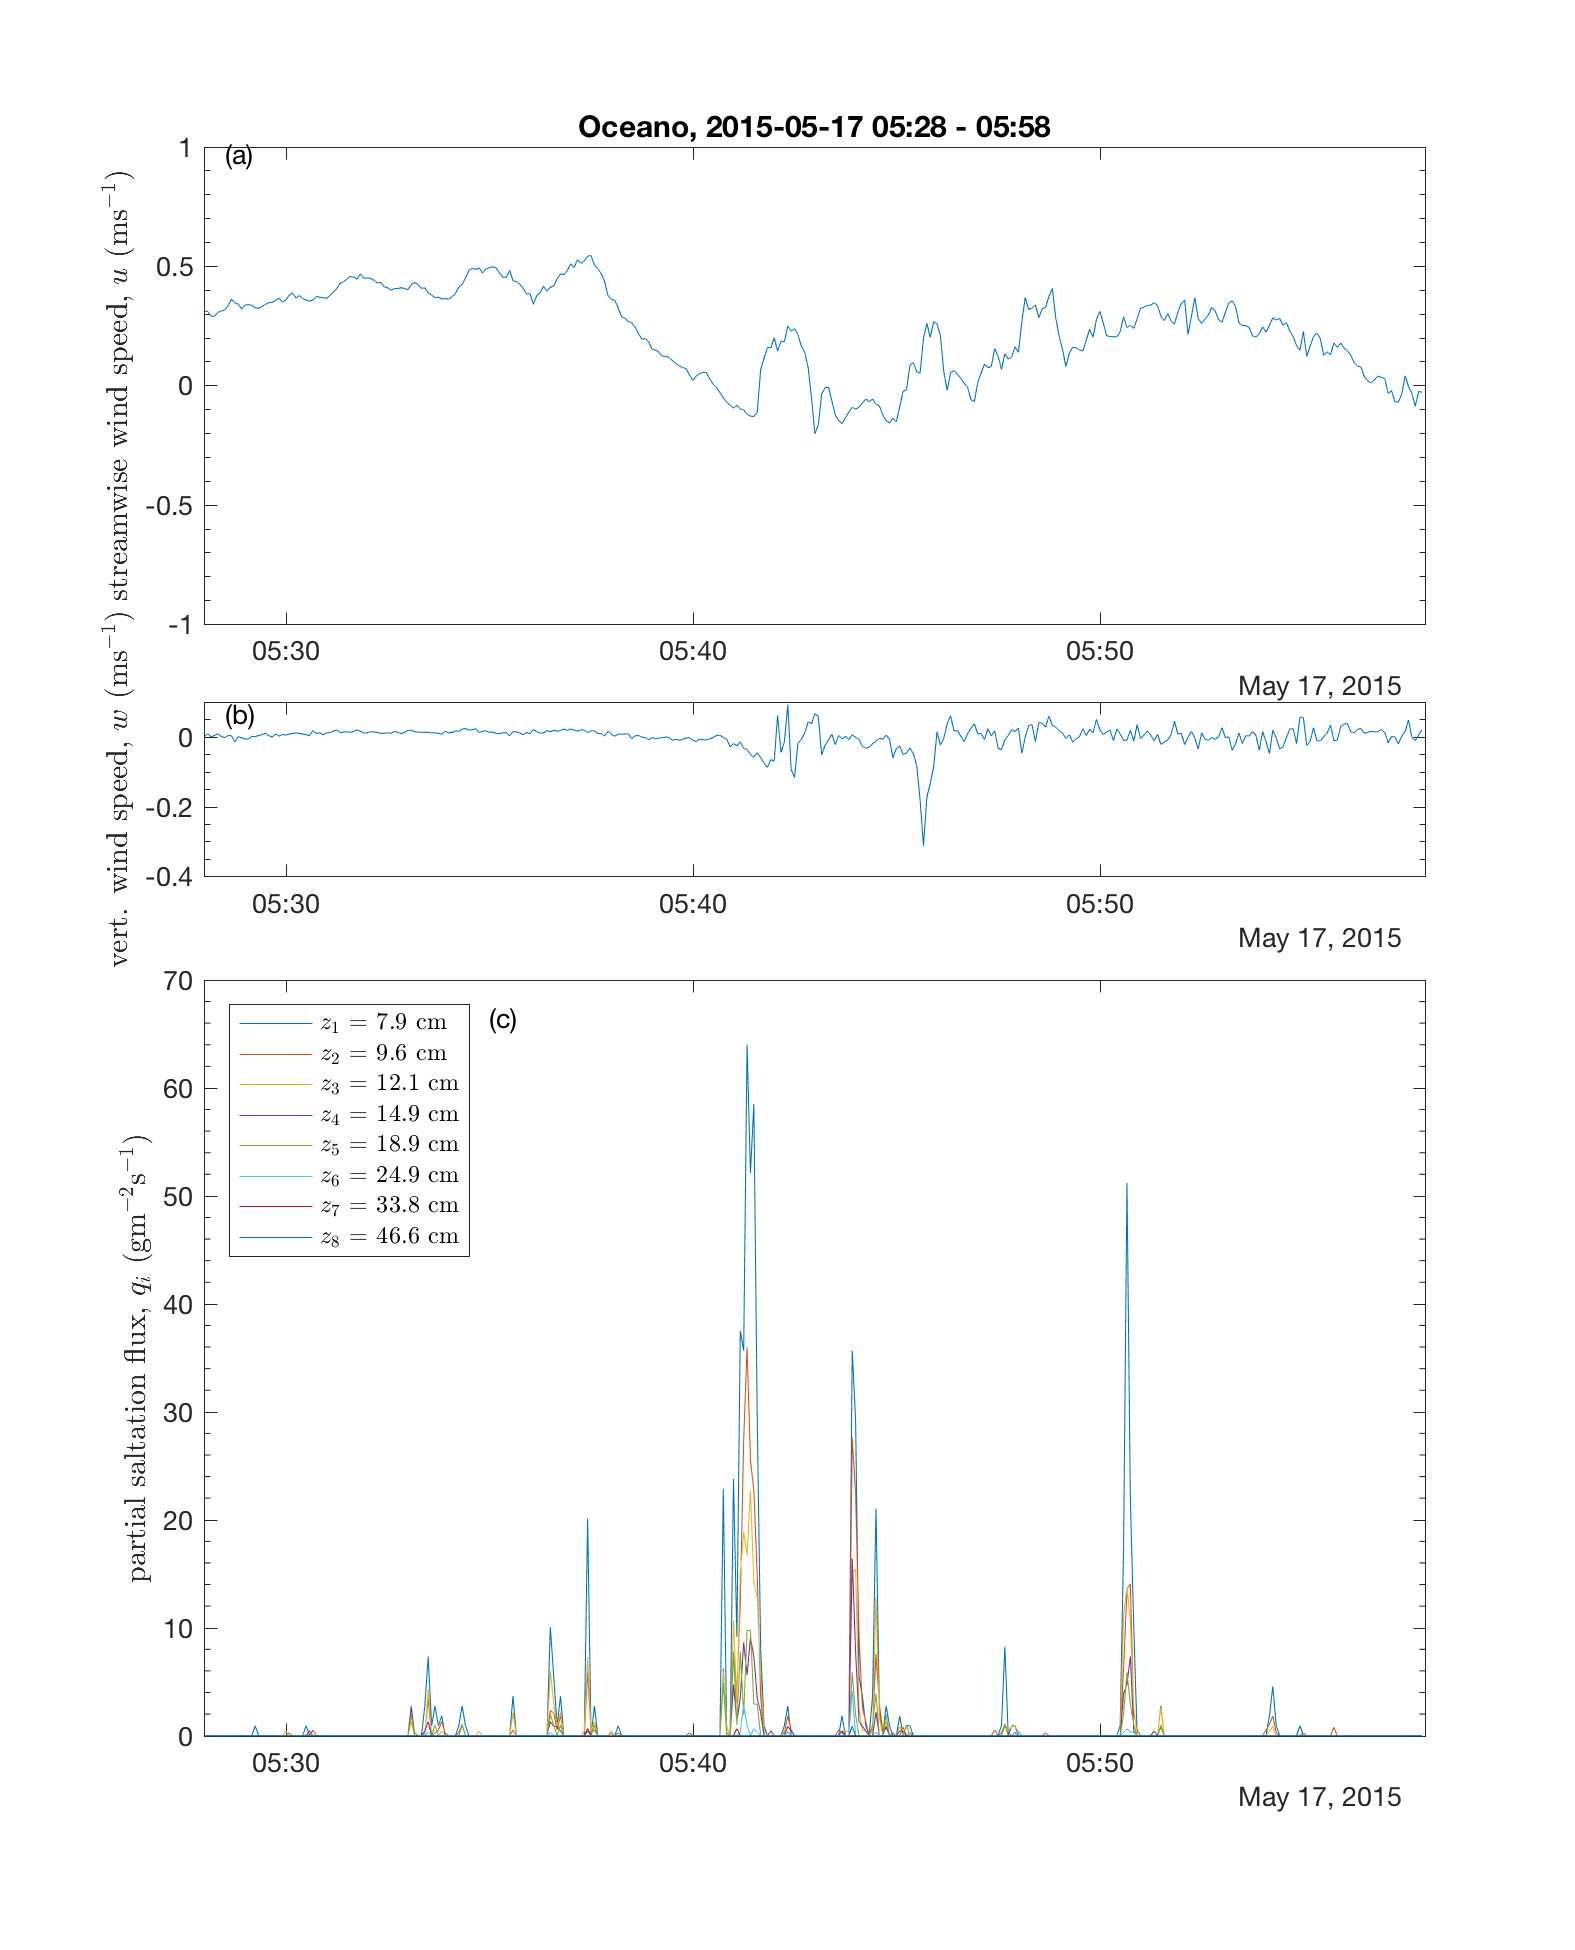 Oceano, 2015-05-17 05:28 - 05:58
(a)
streamwise wind speed, u (ms⁻¹)
1
0.5
0
-0.5
-1
05:30 05:40 05:50
May 17, 2015
(b)
vert. wind speed, w (ms⁻¹)
0
-0.2
-0.4
05:30 05:40 05:50
May 17, 2015
(c)
partial saltation flux, qᵢ (gm⁻²s⁻¹)
70
60
50
40
30
20
10
0
z₁ = 7.9 cm
z₂ = 9.6 cm
z₃ = 12.1 cm
z₄ = 14.9 cm
z₅ = 18.9 cm
z₆ = 24.9 cm
z₇ = 33.8 cm
z₈ = 46.6 cm
05:30 05:40 05:50
May 17, 2015